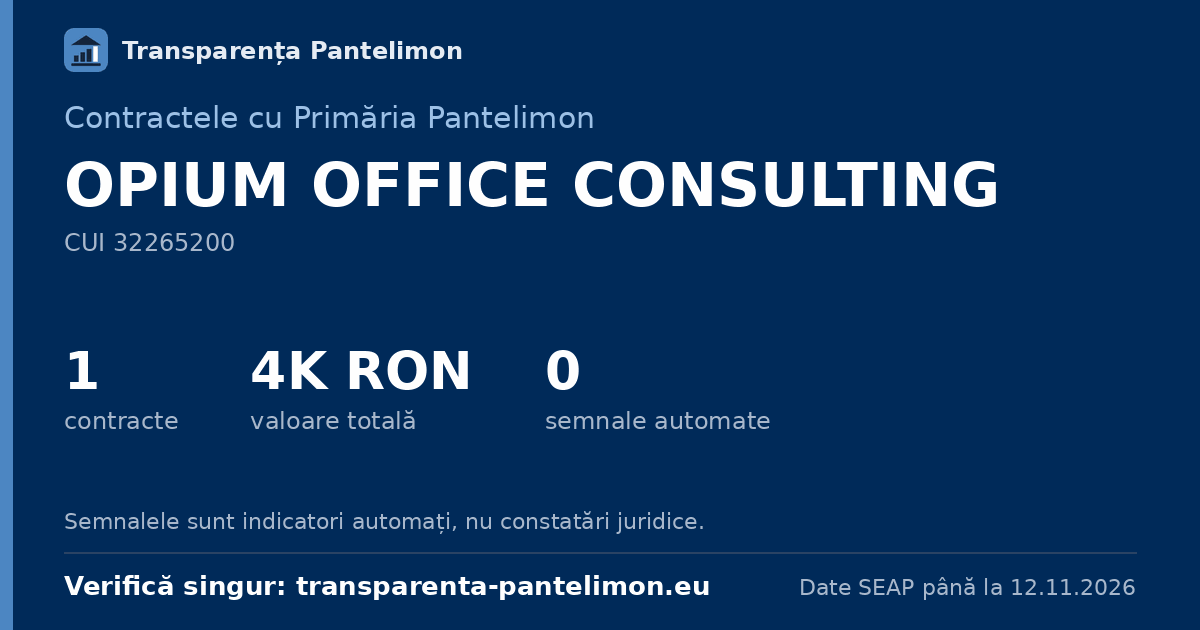 Transparența Pantelimon
Contractele cu Primăria Pantelimon
OPIUM OFFICE CONSULTING
CUI 32265200
1
contracte
4K RON
valoare totală
0
semnale automate
Semnalele sunt indicatori automați, nu constatări juridice.
Verifică singur: transparenta-pantelimon.eu
Date SEAP până la 12.11.2026